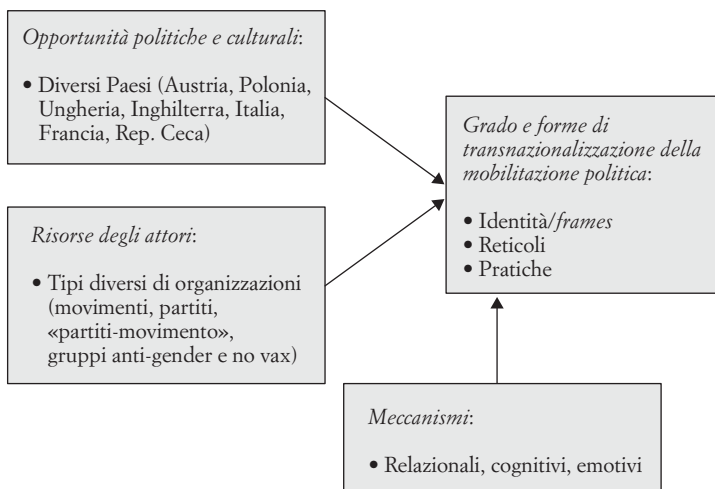 Opportunità politiche e culturali:
• Diversi Paesi (Austria, Polonia,
Ungheria, Inghilterra, Italia,
Francia, Rep. Ceca)
Risorse degli attori:
• Tipi diversi di organizzazioni
(movimenti, partiti,
«partiti-movimento»,
gruppi anti-gender e no vax)
Grado e forme di
transnazionalizzazione della
mobilitazione politica:
• Identità/frames
• Reticoli
• Pratiche
Meccanismi:
• Relazionali, cognitivi, emotivi